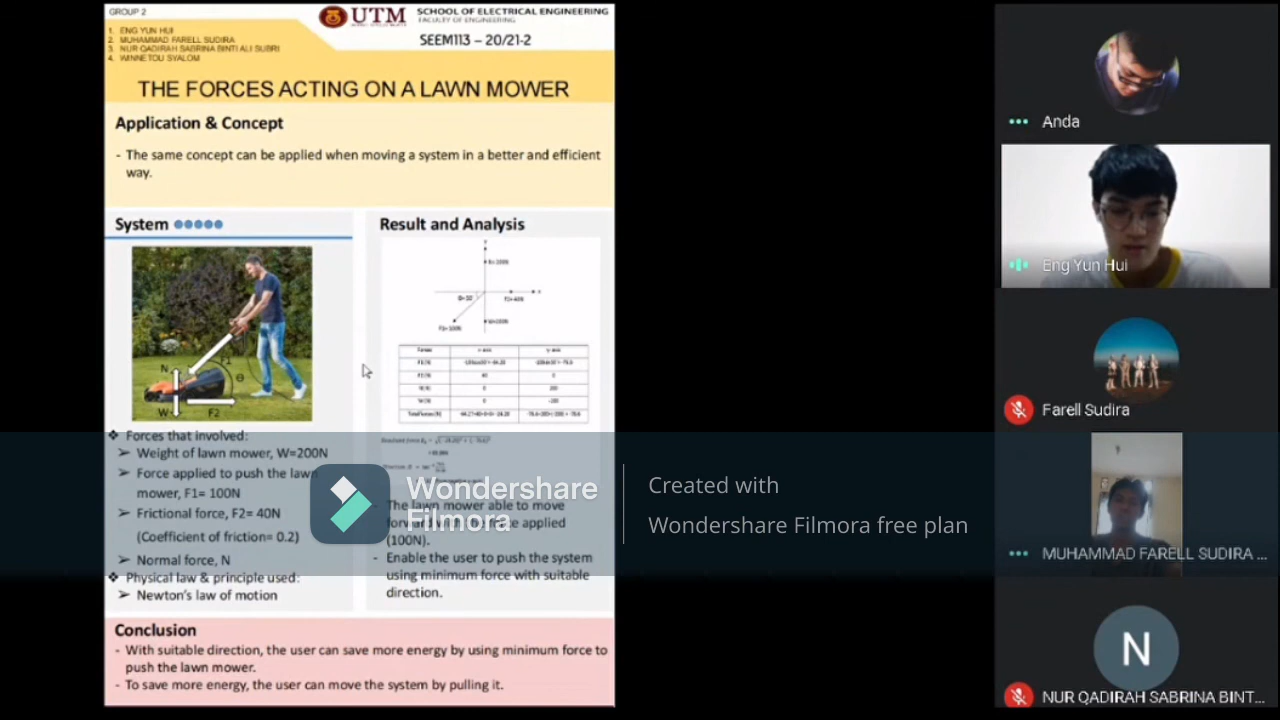 GROUP 2
1. ENG YUN HUI
2. MUHAMMAD FARELL SUDIRA
3. NUR QADIRAH SABRINA BINTI ALI SUBRI
4. WINNETOU SYALOM
UTM
SCHOOL OF ELECTRICAL ENGINEERING
FACULTY OF ENGINEERING
SEEM113 – 20/21-2
THE FORCES ACTING ON A LAWN MOWER
Application & Concept
- The same concept can be applied when moving a system in a better and efficient
way.
System
N
W
F1
F2
Θ
❖ Forces that involved:
➢ Weight of lawn mower, W=200N
➢ Force applied to push the lawn
mower, F1= 100N
➢ Frictional force, F2= 40N
(Coefficient of friction= 0.2)
➢ Normal force, N
❖ Physical law & principle used:
➢ Newton's law of motion
Result and Analysis
F2=40N
Forces x-axis y-axis
- The lawn mower able to move
(100N).
- Enable the user to push the system
using minimum force with suitable
direction.
Conclusion
- With suitable direction, the user can save more energy by using minimum force to
push the lawn mower.
- To save more energy, the user can move the system by pulling it.
Wondershare
Filmora
Created with
Wondershare Filmora free plan
Anda
Eng Yun Hui
Farell Sudira
MUHAMMAD FARELL SUDIRA ...
N
NUR QADIRAH SABRINA BINT...